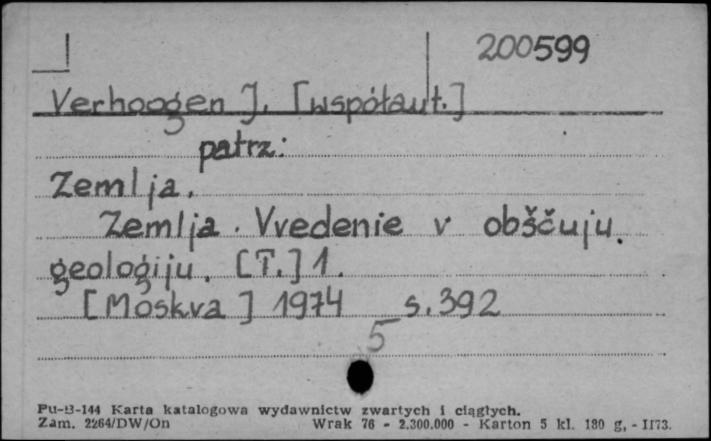 200599
Verhoogen J. [współaut.]
patrz:
Zemlja.
Zemlja. Vvedenie v obščuju
geologiju. [T.] 1.
[Moskva] 1974 s. 392
5
Pu-B-144 Karta katalogowa wydawnictw zwartych i ciągłych.
Zam. 2264/DW/On Wrak 76 - 2.300.000 - Karton 5 kl. 180 g, - II73.